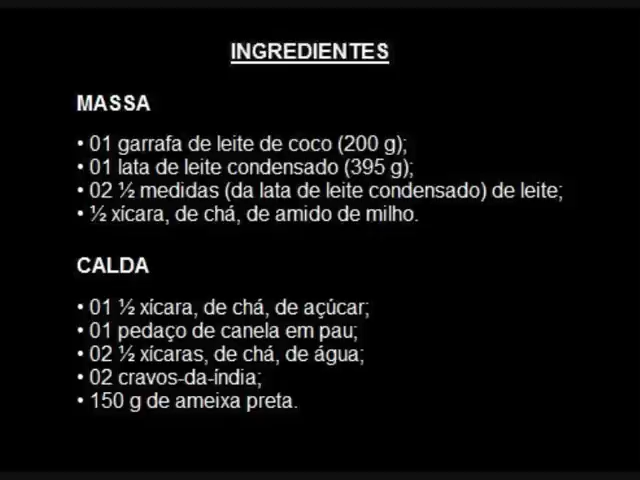 INGREDIENTES
MASSA
• 01 garrafa de leite de coco (200 g);
• 01 lata de leite condensado (395 g);
• 02 ½ medidas (da lata de leite condensado) de leite;
• ½ xícara, de chá, de amido de milho.
CALDA
• 01 ½ xícara, de chá, de açúcar;
• 01 pedaço de canela em pau;
• 02 ½ xícaras, de chá, de água;
• 02 cravos-da-índia;
• 150 g de ameixa preta.